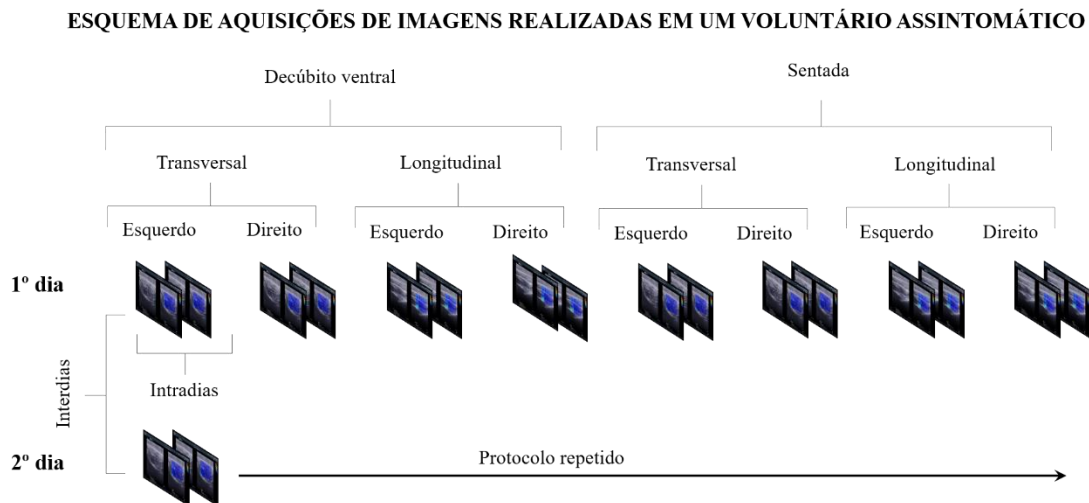 ESQUEMA DE AQUISIÇÕES DE IMAGENS REALIZADAS EM UM VOLUNTÁRIO ASSINTOMÁTICO
Decúbito ventral
Sentada
Transversal
Longitudinal
Transversal
Longitudinal
Esquerdo
Direito
Esquerdo
Direito
Esquerdo
Direito
Esquerdo
Direito
1º dia
Interdias
Intradias
2º dia
Protocolo repetido